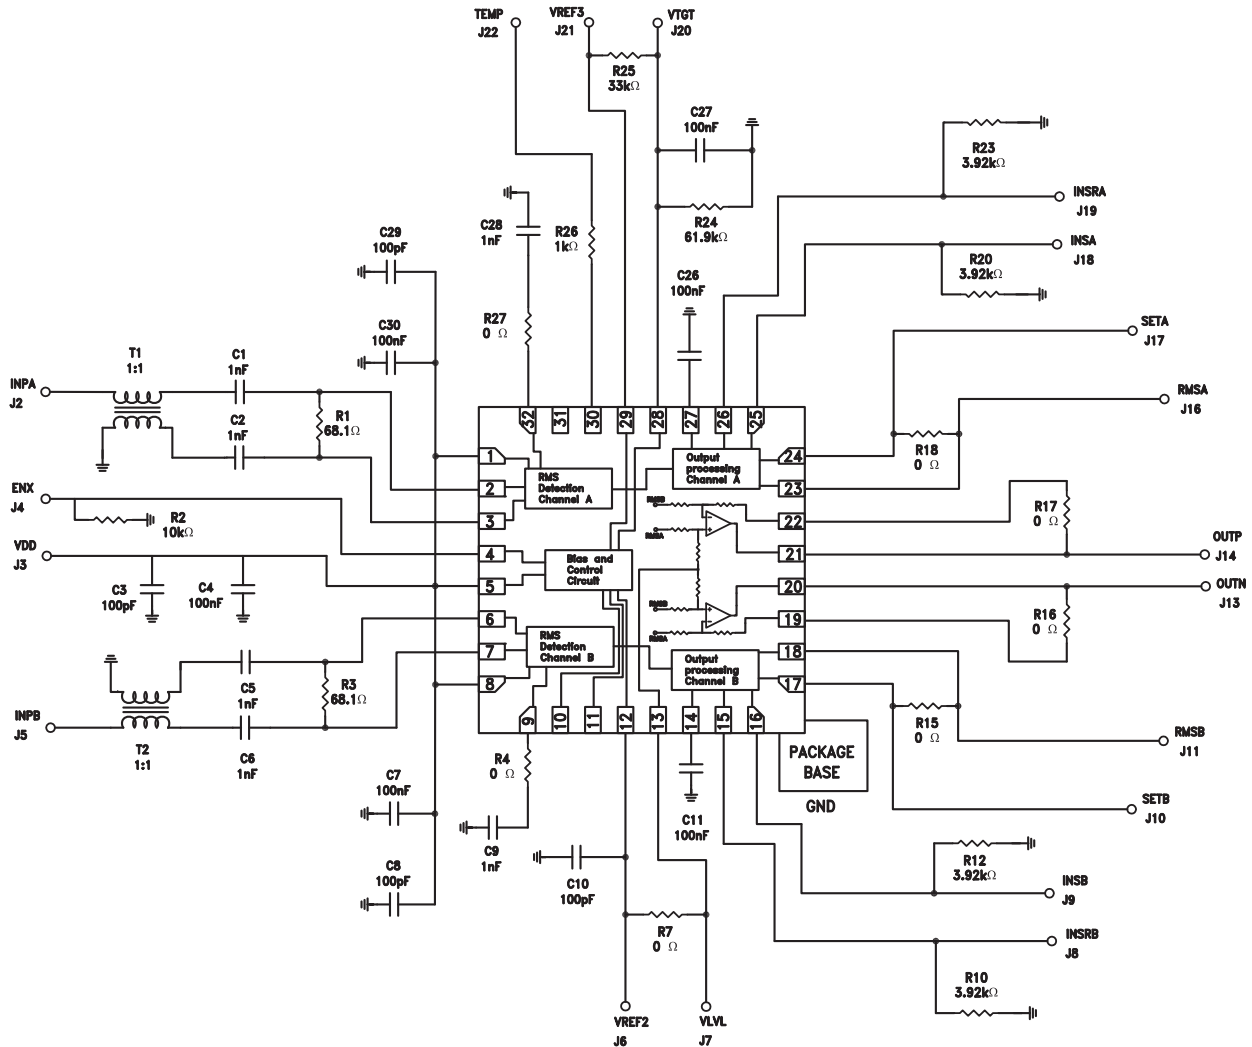 TEMP
J22
VREF3
J21
VTGT
J20
R25
33kΩ
C27
100nF
R23
3.92kΩ
INSRA
J19
R24
61.9kΩ
C28
1nF
R26
1kΩ
C29
100pF
INSA
J18
R20
3.92kΩ
C26
100nF
R27
0 Ω
C30
100nF
SETA
J17
T1
1:1
C1
1nF
INPA
J2
RMSA
J16
C2
1nF
R1
68.1Ω
32
31
30
29
28
27
26
25
R18
0 Ω
1
2
3
4
5
6
7
8
24
23
22
21
20
19
18
17
RMS
Detection
Channel A
Output
processing
Channel A
ENX
J4
R2
10kΩ
RMSB
RMSA
R17
0 Ω
OUTP
J14
VDD
J3
Bias and
Control
Circuit
C3
100pF
C4
100nF
OUTN
J13
RMSB
RMSA
R16
0 Ω
RMS
Detection
Channel B
Output
processing
Channel B
C5
1nF
R3
68.1Ω
INPB
J5
T2
1:1
C6
1nF
9
10
11
12
13
14
15
16
R15
0 Ω
RMSB
J11
PACKAGE
BASE
GND
R4
0 Ω
C7
100nF
SETB
J10
C11
100nF
C9
1nF
C8
100pF
C10
100pF
R12
3.92kΩ
INSB
J9
R7
0 Ω
INSRB
J8
R10
3.92kΩ
VREF2
J6
VLVL
J7